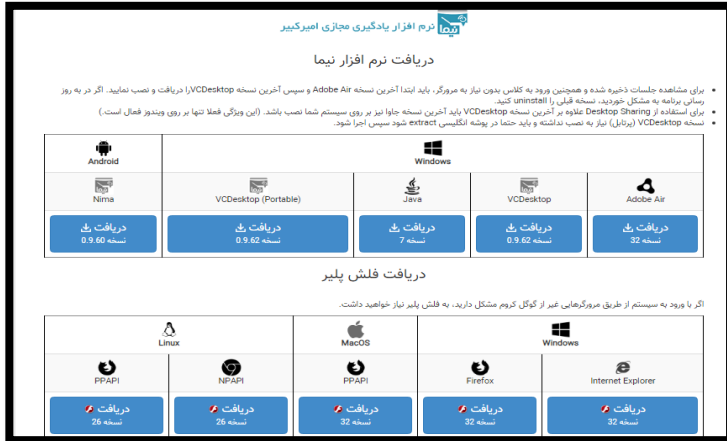 نیما
نرم افزار یادگیری مجازی امیرکبیر
دریافت نرم افزار نیما
برای مشاهده جلسات ذخیره شده و همچنین ورود به کلاس بدون نیاز به مرورگر، باید ابتدا آخرین نسخه Adobe Air و سپس آخرین نسخه VCDesktopرا دریافت و نصب نمایید. اگر در به روز
رسانی برنامه به مشکل خوردید، نسخه قبلی را uninstall کنید.
برای استفاده از Desktop Sharing علاوه بر آخرین نسخه VCDesktop باید آخرین نسخه جاوا نیز بر روی سیستم شما نصب باشد. (این ویژگی فعلا تنها بر روی ویندوز فعال است.)
نسخه VCDesktop (پرتابل) نیاز به نصب نداشته و باید حتما در پوشه انگلیسی extract شود سپس اجرا شود.
Windows
Android
Adobe Air
VCDesktop
Java
VCDesktop (Portable)
Nima
دریافت
نسخه 32
دریافت
نسخه 0.9.62
دریافت
نسخه 7
دریافت
نسخه 0.9.62
دریافت
نسخه 0.9.60
دریافت فلش پلیر
اگر با ورود به سیستم از طریق مرورگرهایی غیر از گوگل کروم مشکل دارید، به فلش پلیر نیاز خواهید داشت.
Windows
MacOS
Linux
Internet Explorer
Firefox
PPAPI
NPAPI
PPAPI
دریافت
نسخه 32
دریافت
نسخه 32
دریافت
نسخه 32
دریافت
نسخه 26
دریافت
نسخه 26